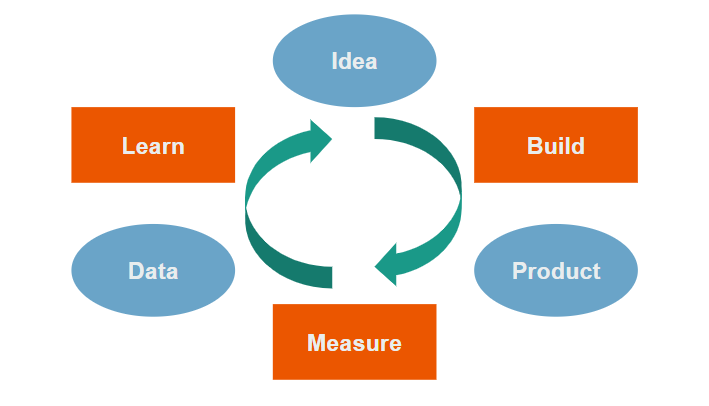 Idea
Learn
Build
Data
Product
Measure